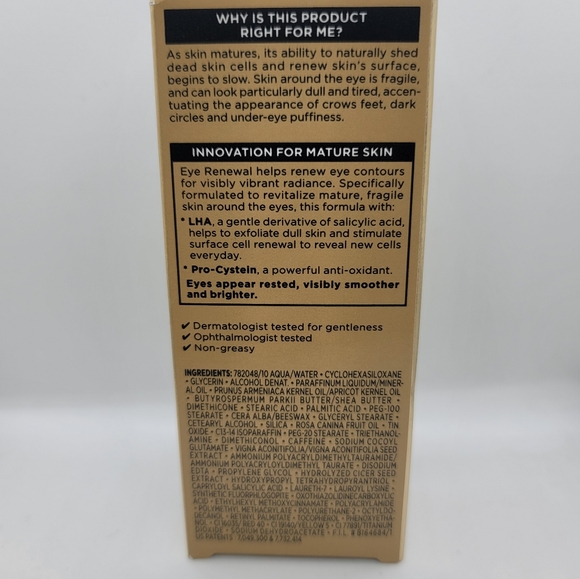 WHY IS THIS PRODUCT
RIGHT FOR ME?
As skin matures, its ability to naturally shed
dead skin cells and renew skin's surface,
begins to slow. Skin around the eye is fragile,
and can look particularly dull and tired, accen-
tuating the appearance of crows feet, dark
circles and under-eye puffiness.
INNOVATION FOR MATURE SKIN
Eye Renewal helps renew eye contours
for visibly vibrant radiance. Specifically
formulated to revitalize mature, fragile
skin around the eyes, this formula with:
• LHA, a gentle derivative of salicylic acid,
helps to exfoliate dull skin and stimulate
surface cell renewal to reveal new cells
everyday.
• Pro-Cystein, a powerful anti-oxidant.
Eyes appear rested, visibly smoother
and brighter.
✔ Dermatologist tested for gentleness
✔ Ophthalmologist tested
✔ Non-greasy
INGREDIENTS: 782048/10 AQUA/WATER • CYCLOHEXASILOXANE
• GLYCERIN • ALCOHOL DENAT. • PARAFFINUM LIQUIDUM/MINER-
AL OIL • PRUNUS ARMENIACA KERNEL OIL/APRICOT KERNEL OIL
• BUTYROSPERMUM PARKII BUTTER/SHEA BUTTER •
DIMETHICONE • STEARIC ACID • PALMITIC ACID • PEG-100
STEARATE • CERA ALBA/BEESWAX • GLYCERYL STEARATE •
CETEARYL ALCOHOL • SILICA • ROSA CANINA FRUIT OIL • TIN
OXIDE • C13-14 ISOPARAFFIN • PEG-20 STEARATE • TRIETHANOL-
AMINE • DIMETHICONOL • CAFFEINE • SODIUM COCOYL
GLUTAMATE • VIGNA ACONITIFOLIA/VIGNA ACONITIFOLIA SEED
EXTRACT • AMMONIUM POLYACRYLDIMETHYLTAURAMIDE/
AMMONIUM POLYACRYLOYLDIMETHYL TAURATE • DISODIUM
EDTA • PROPYLENE GLYCOL • HYDROLYZED CICER SEED
EXTRACT • HYDROXYPROPYL TETRAHYDROPYRANTRIOL •
CAPRYLOYL SALICYLIC ACID • LAURETH-7 • LAUROYL LYSINE •
SYNTHETIC FLUORPHLOGOPITE • OXOTHIAZOLIDINECARBOXYLIC
ACID • ETHYLHEXYL METHOXYCINNAMATE • POLYACRYLAMIDE
• POLYMETHYL METHACRYLATE • POLYURETHANE-2 • OCTYLDO-
DECANOL • RETINYL PALMITATE • TOCOPHEROL • PHENOXYETHA-
NOL • CI 16035/RED 40 • CI 19140/YELLOW 5 • CI 77891/TITANIUM
DIOXIDE • SODIUM DEHYDROACETATE • F.I.L. #
US PATENTS 7,049,300 & 7,732,414